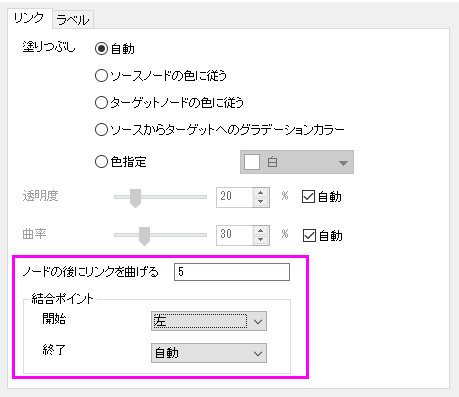 リンク ラベル
塗りつぶし 自動
ソースノードの色に従う
ターゲットノードの色に従う
ソースからターゲットへのグラデーションカラー
色指定 白
透明度 20 % 自動
曲率 30 % 自動
ノードの後にリンクを曲げる 5
結合ポイント
開始 左
終了 自動